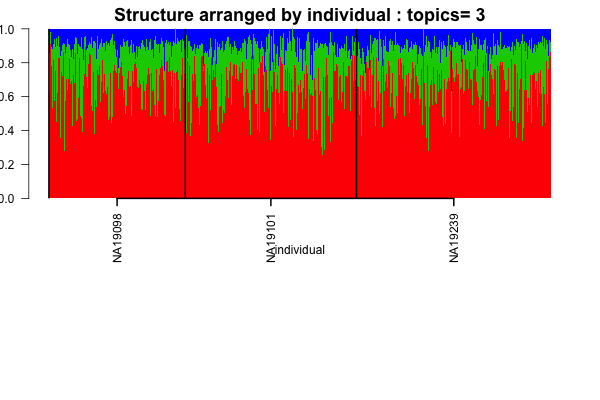 Structure arranged by individual : topics= 3
1.0
0.8
0.6
0.4
0.2
0.0
NA19098
NA19101
NA19239
individual